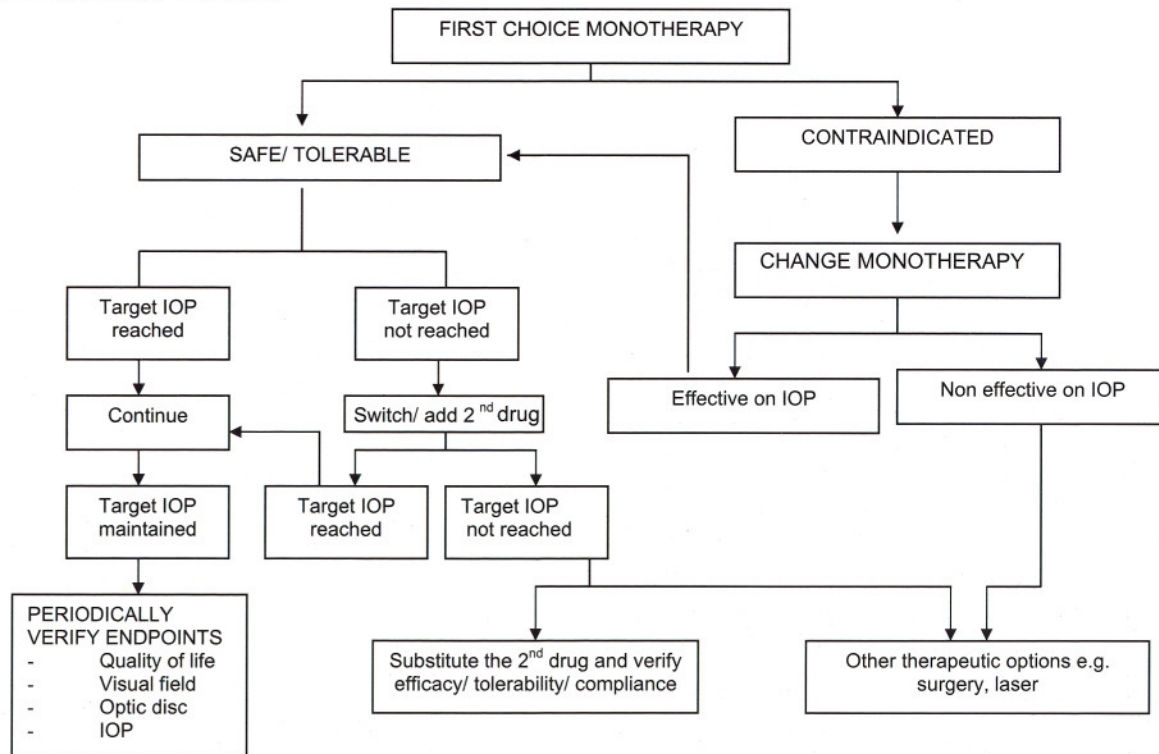 FIRST CHOICE MONOTHERAPY
SAFE/ TOLERABLE
CONTRAINDICATED
CHANGE MONOTHERAPY
Target IOP
reached
Target IOP
not reached
Effective on IOP
Non effective on IOP
Continue
Switch/ add 2 nd drug
Target IOP
maintained
Target IOP
reached
Target IOP
not reached
PERIODICALLY
VERIFY ENDPOINTS
- Quality of life
- Visual field
- Optic disc
- IOP
Substitute the 2nd drug and verify
efficacy/ tolerability/ compliance
Other therapeutic options e.g.
surgery, laser